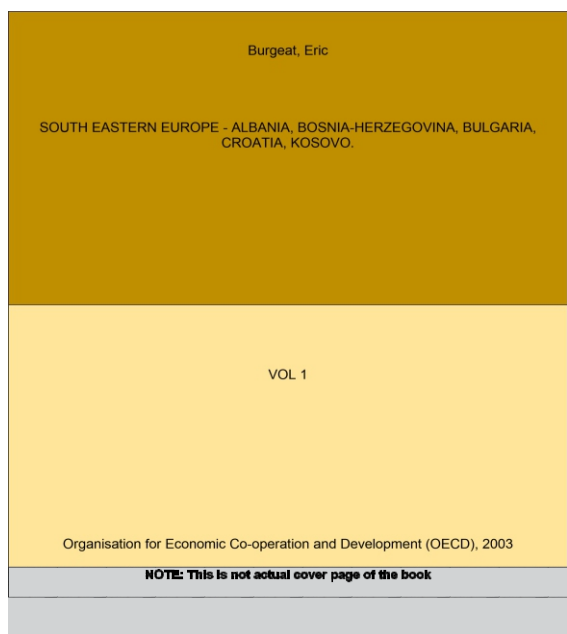 Burgeat, Eric
SOUTH EASTERN EUROPE - ALBANIA, BOSNIA-HERZEGOVINA, BULGARIA,
CROATIA, KOSOVO.
VOL 1
Organisation for Economic Co-operation and Development (OECD), 2003
NOTE: This is not actual cover page of the book